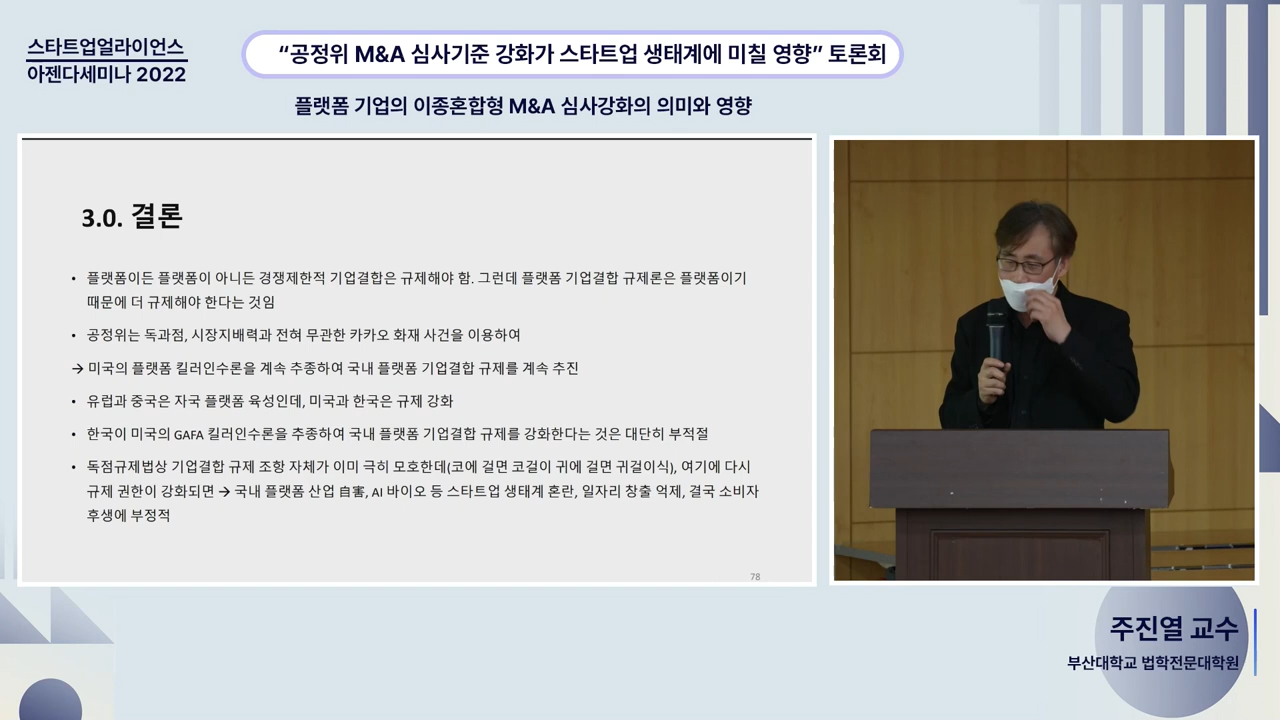 스타트업얼라이언스
아젠다세미나 2022
“공정위 M&A 심사기준 강화가 스타트업 생태계에 미칠 영향” 토론회
플랫폼 기업의 이종혼합형 M&A 심사강화의 의미와 영향
3.0. 결론
• 플랫폼이든 플랫폼이 아니든 경쟁제한적 기업결합은 규제해야 함. 그런데 플랫폼 기업결합 규제론은 플랫폼이기
때문에 더 규제해야 한다는 것임
• 공정위는 독과점, 시장지배력과 전혀 무관한 카카오 화재 사건을 이용하여
→ 미국의 플랫폼 킬러인수론을 계속 추종하여 국내 플랫폼 기업결합 규제를 계속 추진
• 유럽과 중국은 자국 플랫폼 육성인데, 미국과 한국은 규제 강화
• 한국이 미국의 GAFA 킬러인수론을 추종하여 국내 플랫폼 기업결합 규제를 강화한다는 것은 대단히 부적절
• 독점규제법상 기업결합 규제 조항 자체가 이미 극히 모호한데(코에 걸면 코걸이 귀에 걸면 귀걸이식), 여기에 다시
규제 권한이 강화되면 → 국내 플랫폼 산업 自害, AI 바이오 등 스타트업 생태계 혼란, 일자리 창출 억제, 결국 소비자
후생에 부정적
78
주진열 교수
부산대학교 법학전문대학원